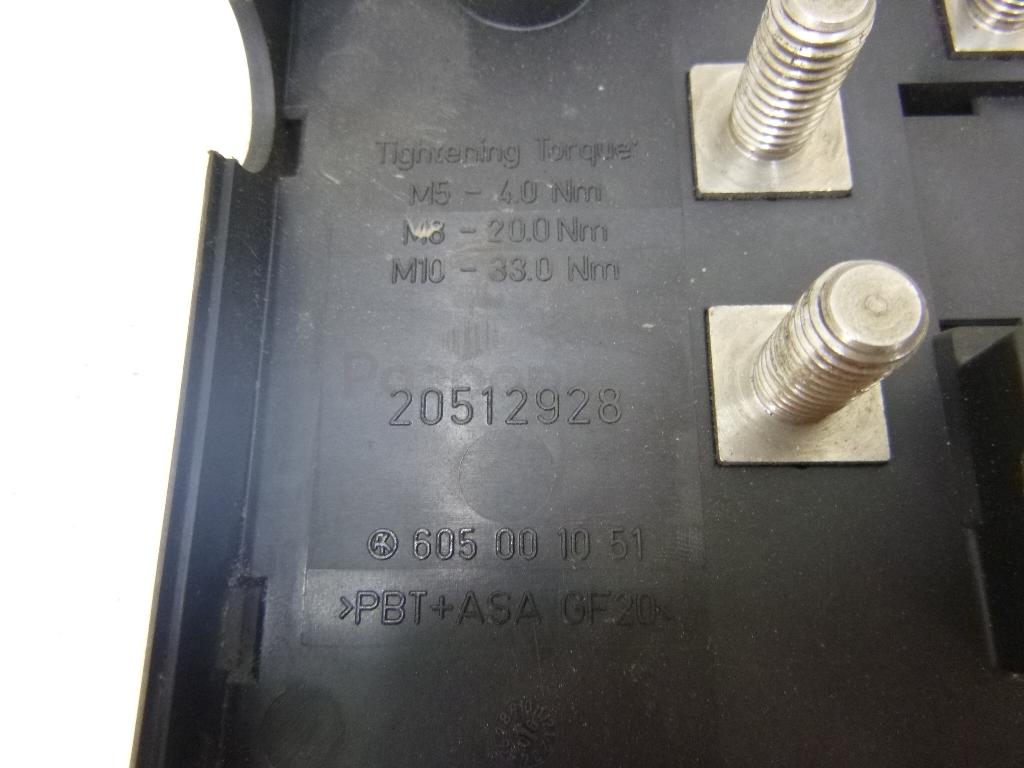 Tightening Torque:
M5 - 4.0 Nm
M8 - 20.0 Nm
M10 - 33.0 Nm
20512928
605 00 10 51
>PBT+ASA GF20<